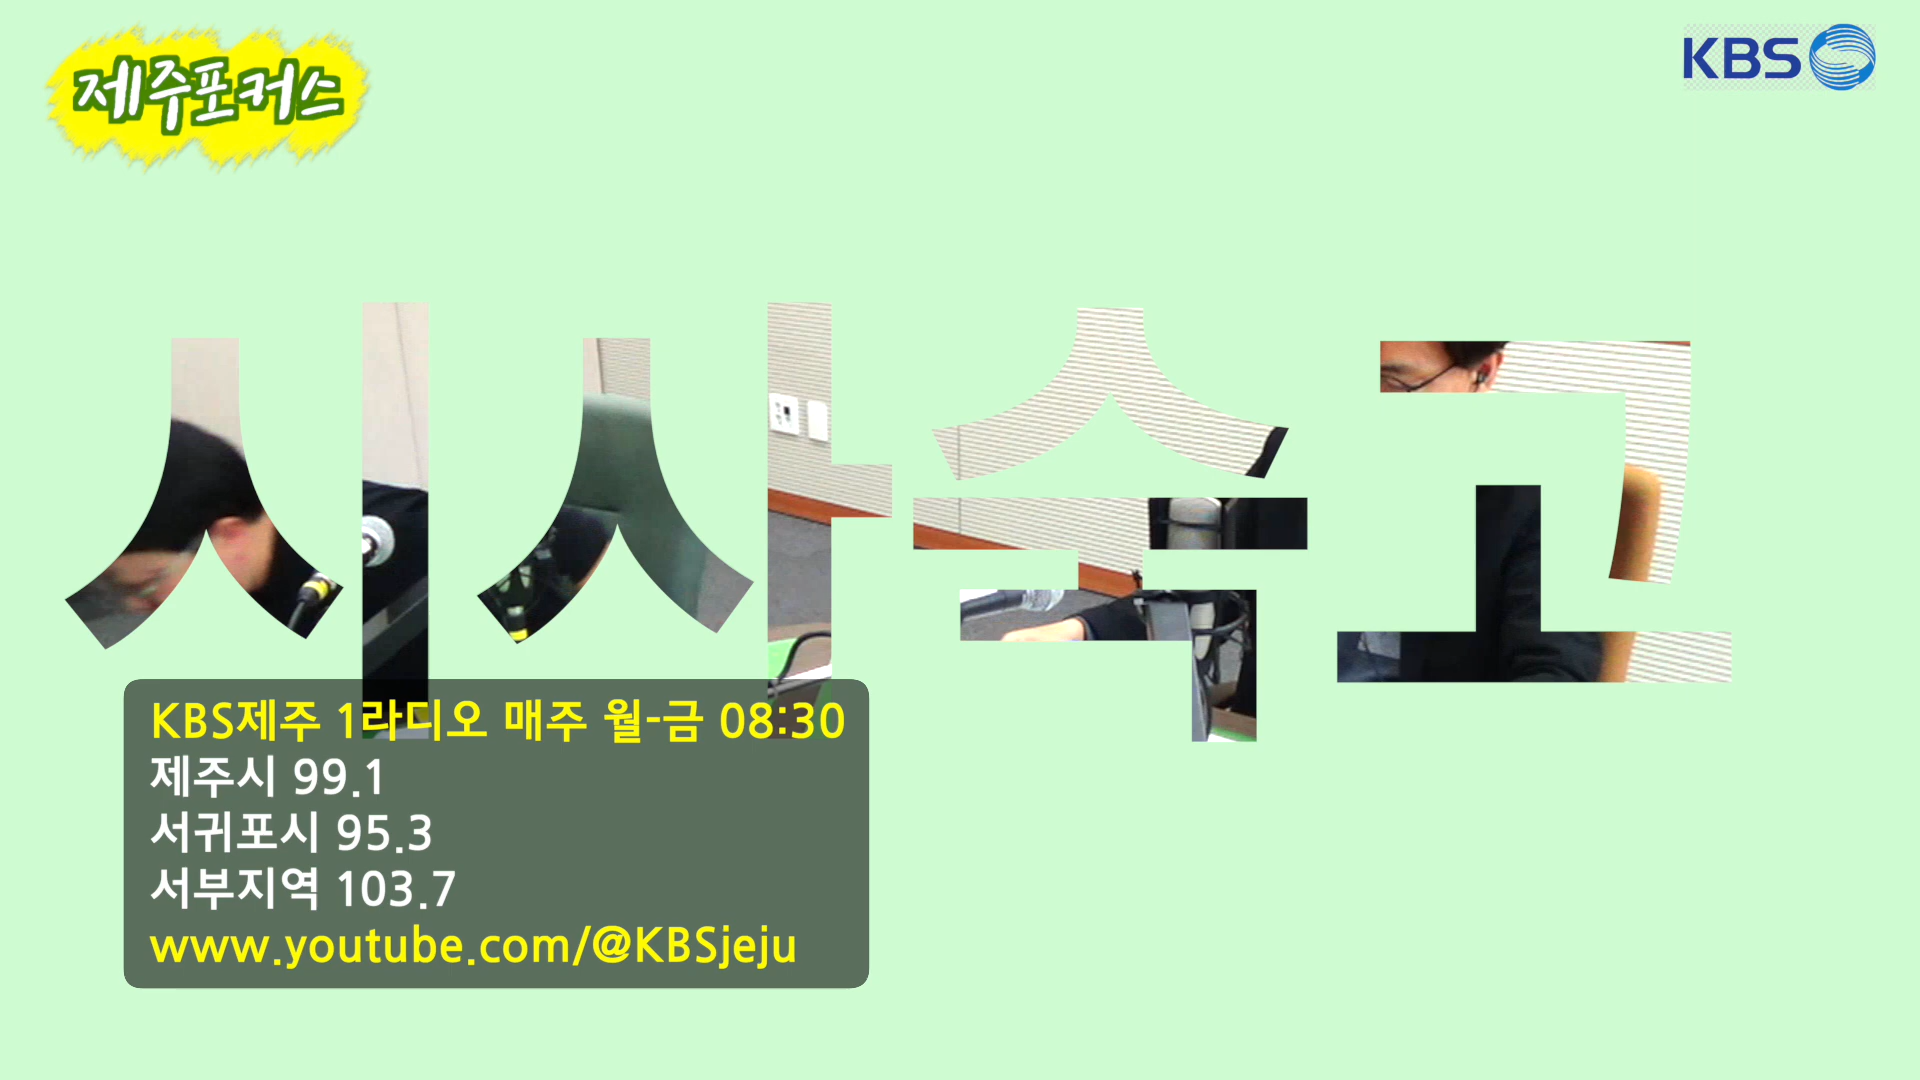 제주포커스
KBS
시사숙고
KBS제주 1라디오 매주 월-금 08:30
제주시 99.1
서귀포시 95.3
서부지역 103.7
www.youtube.com/@KBSjeju